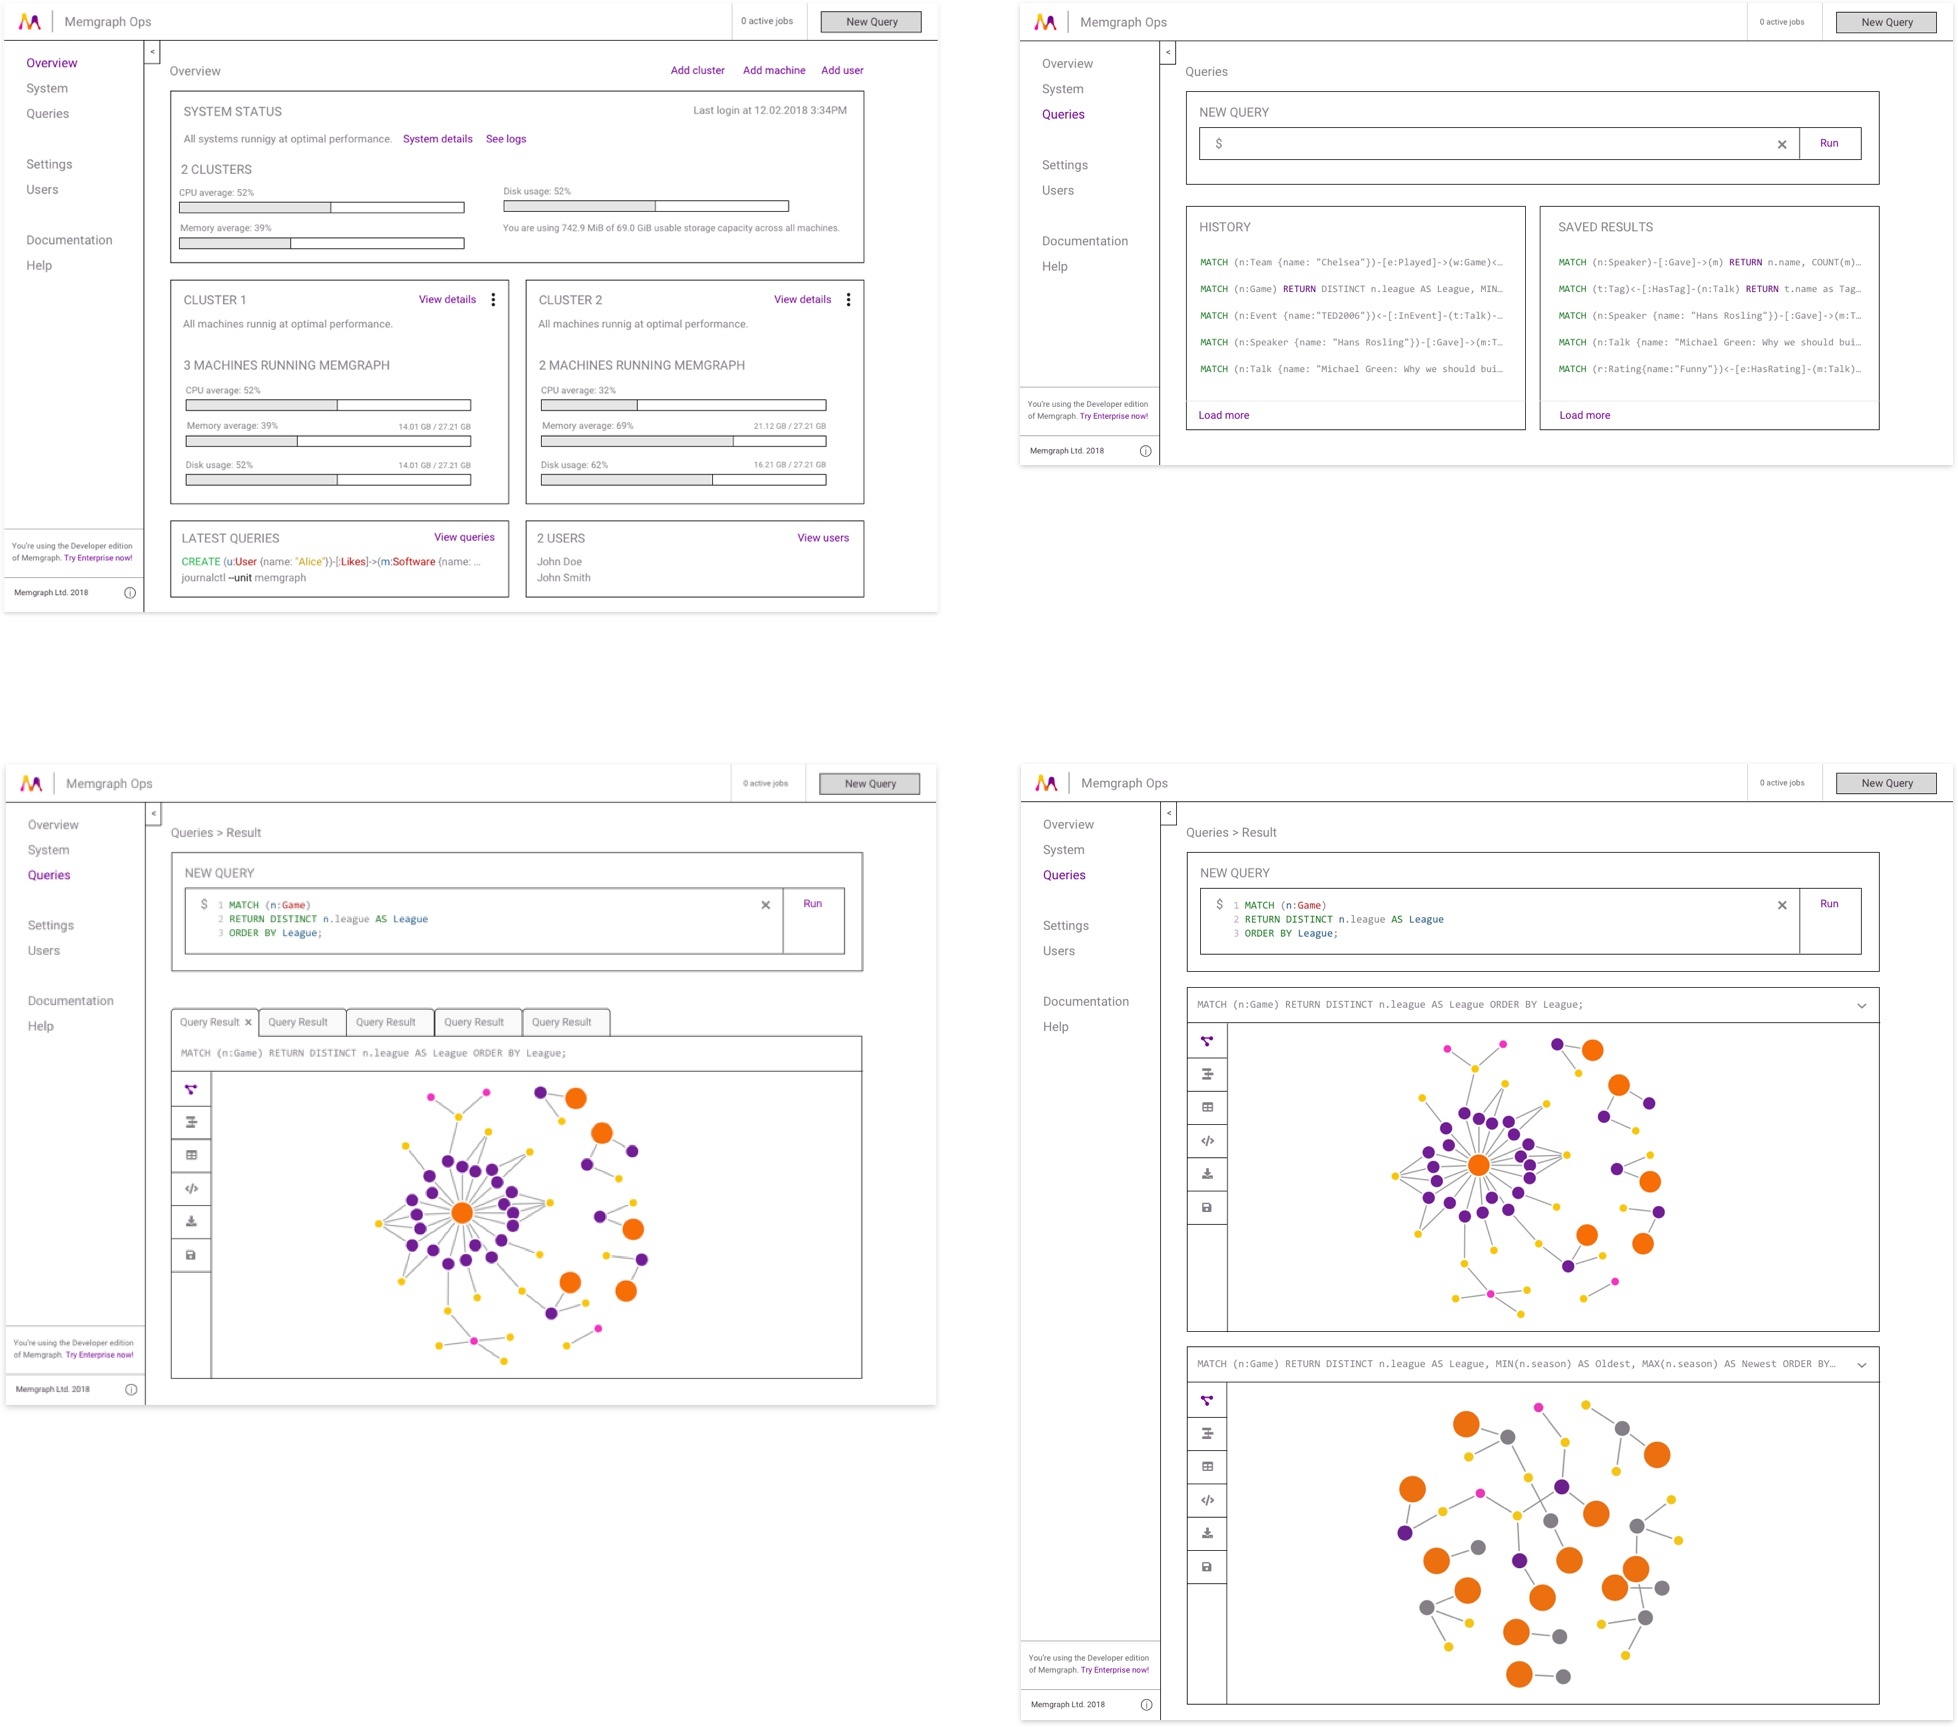 Memgraph Ops
0 active jobs
New Query
<
Overview
System
Queries
Settings
Users
Documentation
Help
You're using the Developer edition
of Memgraph. Try Enterprise now!
Memgraph Ltd. 2018
Overview
Add cluster Add machine Add user
SYSTEM STATUS
Last login at 12.02.2018 3:34PM
All systems runnigy at optimal performance. System details See logs
2 CLUSTERS
CPU average: 52%
Disk usage: 52%
Memory average: 39%
You are using 742.9 MiB of 69.0 GiB usable storage capacity across all machines.
CLUSTER 1
View details
All machines runnig at optimal performance.
3 MACHINES RUNNING MEMGRAPH
CPU average: 52%
Memory average: 39% 14.01 GB / 27.21 GB
Disk usage: 52% 14.01 GB / 27.21 GB
CLUSTER 2
View details
All machines runnig at optimal performance.
2 MACHINES RUNNING MEMGRAPH
CPU average: 32%
Memory average: 69% 21.12 GB / 27.21 GB
Disk usage: 62% 16.21 GB / 27.21 GB
LATEST QUERIES
View queries
CREATE (u:User {name: "Alice"})-[:Likes]->(m:Software {name: ...
journalctl --unit memgraph
2 USERS
View users
John Doe
John Smith
Memgraph Ops
0 active jobs
New Query
<
Overview
System
Queries
Settings
Users
Documentation
Help
You're using the Developer edition
of Memgraph. Try Enterprise now!
Memgraph Ltd. 2018
Queries
NEW QUERY
$
Run
HISTORY
MATCH (n:Team {name: "Chelsea"})-[e:Played]->(w:Game)<…
MATCH (n:Game) RETURN DISTINCT n.league AS League, MIN…
MATCH (n:Event {name:"TED2006"})<-[:InEvent]-(t:Talk)-…
MATCH (n:Speaker {name: "Hans Rosling"})-[:Gave]->(m:T…
MATCH (n:Talk {name: "Michael Green: Why we should bui…
Load more
SAVED RESULTS
MATCH (n:Speaker)-[:Gave]->(m) RETURN n.name, COUNT(m)…
MATCH (t:Tag)<-[:HasTag]-(n:Talk) RETURN t.name as Tag…
MATCH (n:Speaker {name: "Hans Rosling"})-[:Gave]->(m:T…
MATCH (n:Talk {name: "Michael Green: Why we should bui…
MATCH (r:Rating{name:"Funny"})<-[e:HasRating]-(m:Talk)…
Load more
Memgraph Ops
0 active jobs
New Query
<
Overview
System
Queries
Settings
Users
Documentation
Help
You're using the Developer edition
of Memgraph. Try Enterprise now!
Memgraph Ltd. 2018
Queries > Result
NEW QUERY
$ 1 MATCH (n:Game)
2 RETURN DISTINCT n.league AS League
3 ORDER BY League;
Run
Query Result Query Result Query Result Query Result Query Result
MATCH (n:Game) RETURN DISTINCT n.league AS League ORDER BY League;
Memgraph Ops
0 active jobs
New Query
<
Overview
System
Queries
Settings
Users
Documentation
Help
You're using the Developer edition
of Memgraph. Try Enterprise now!
Memgraph Ltd. 2018
Queries > Result
NEW QUERY
$ 1 MATCH (n:Game)
2 RETURN DISTINCT n.league AS League
3 ORDER BY League;
Run
MATCH (n:Game) RETURN DISTINCT n.league AS League ORDER BY League;
MATCH (n:Game) RETURN DISTINCT n.league AS League, MIN(n.season) AS Oldest, MAX(n.season) AS Newest ORDER BY…